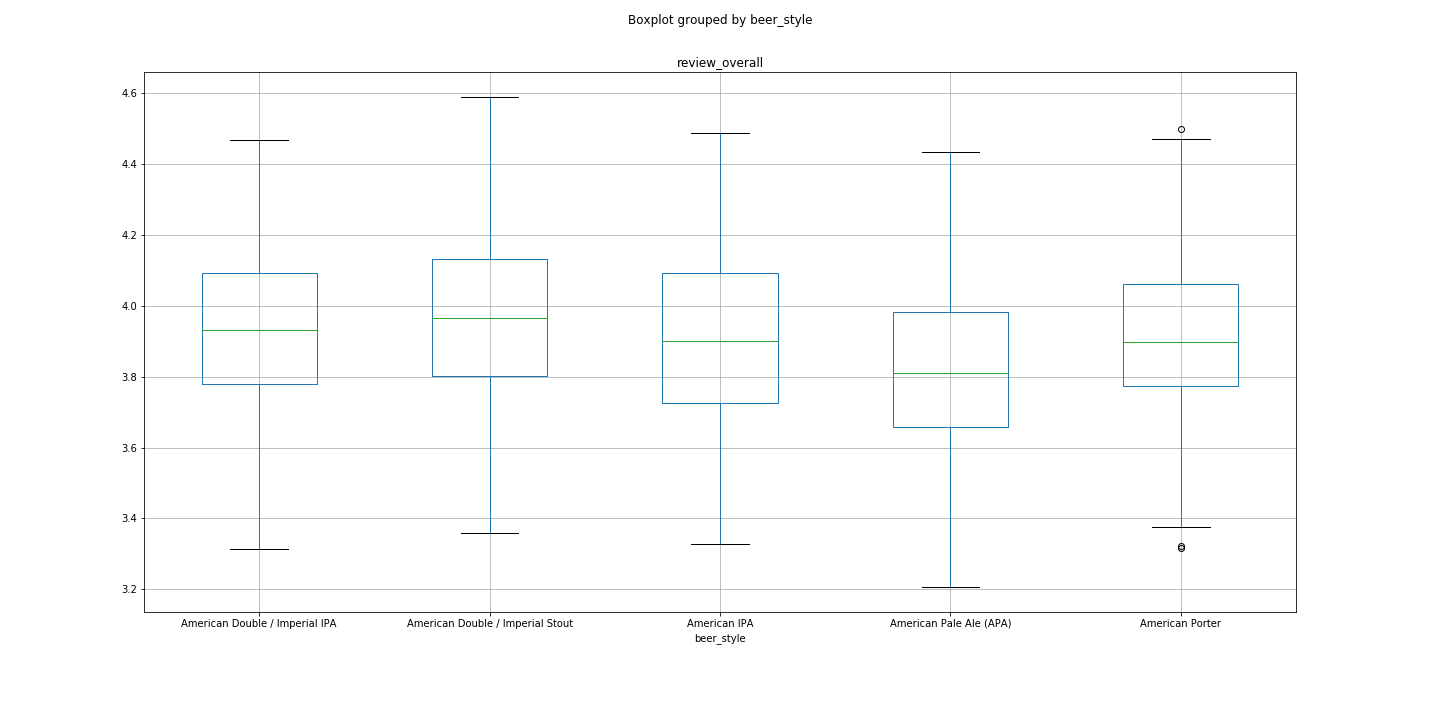 Boxplot grouped by beer_style
review_overall
4.6
4.4
4.2
4.0
3.8
3.6
3.4
3.2
American Double / Imperial IPA
American Double / Imperial Stout
American IPA
American Pale Ale (APA)
American Porter
beer_style